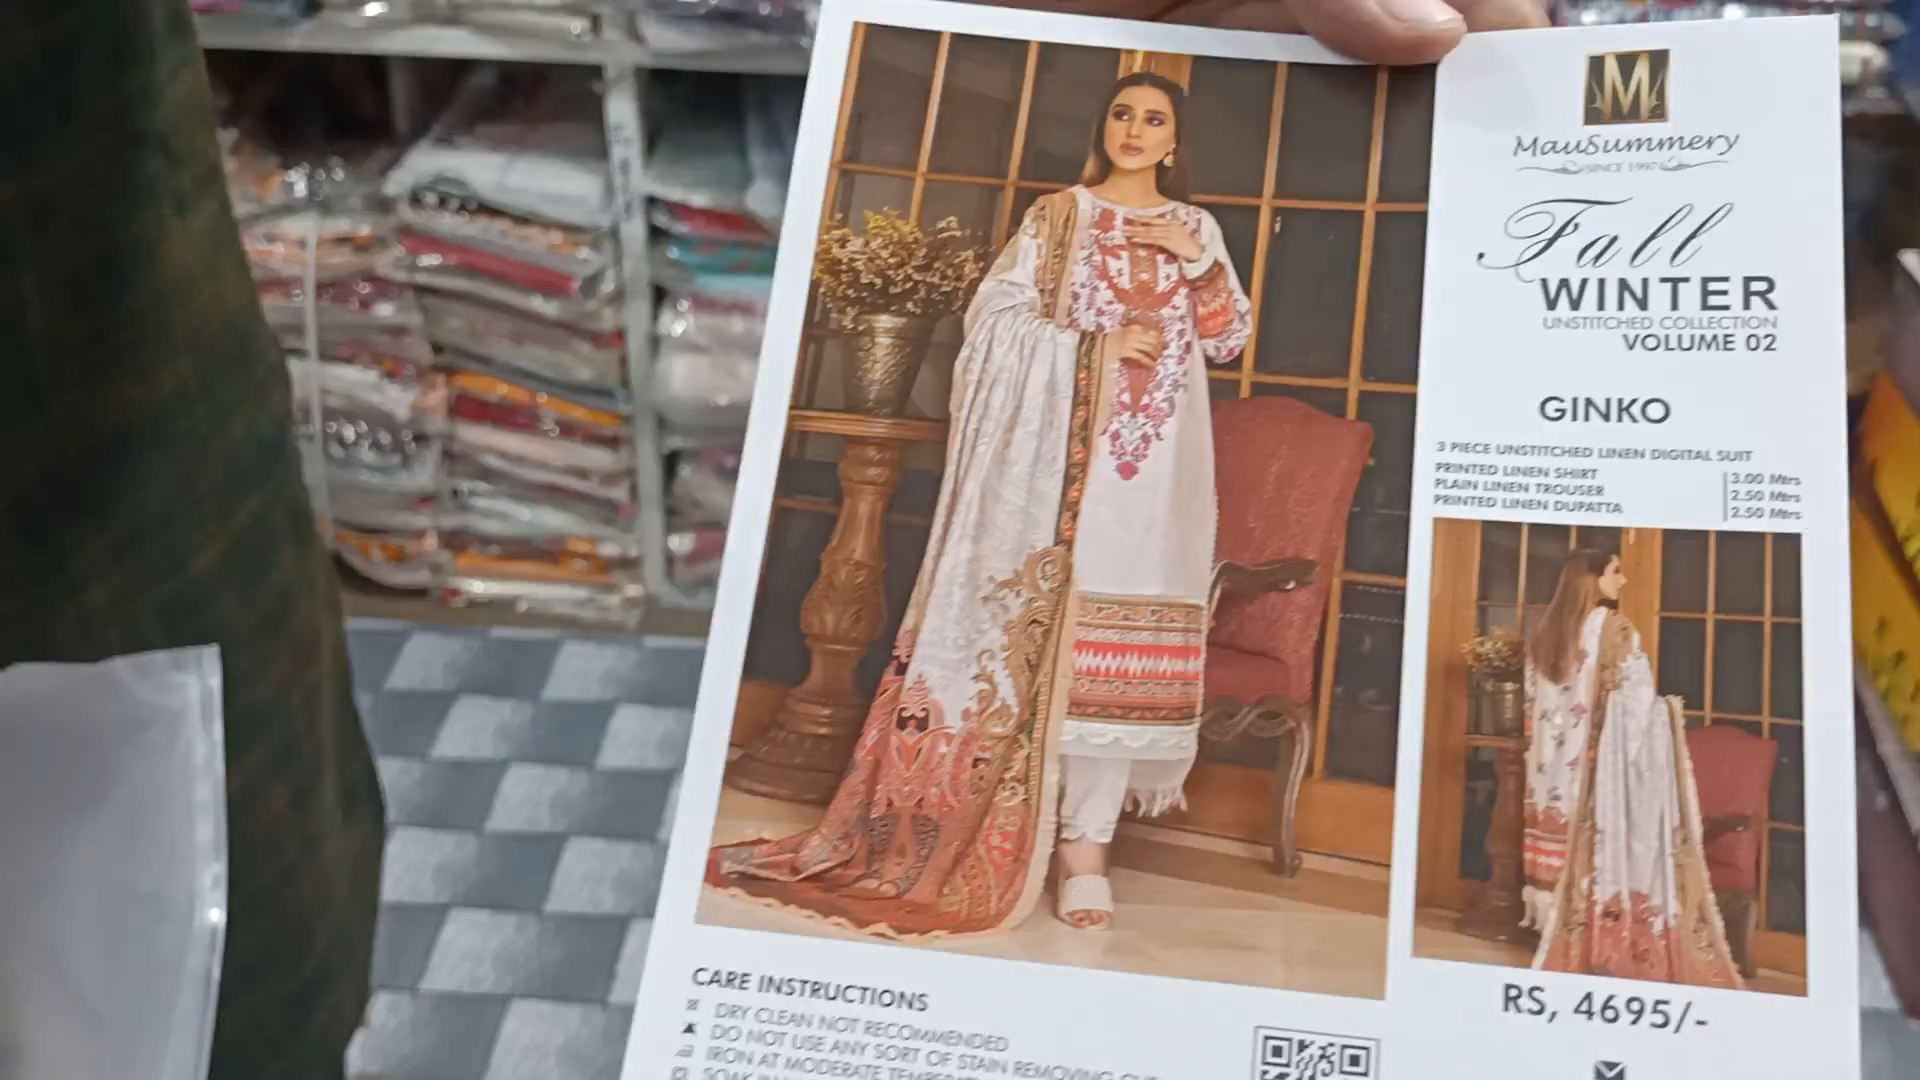 M
MauSummery
SINCE 1997
Fall
WINTER
UNSTITCHED COLLECTION
VOLUME 02
GINKO
3 PIECE UNSTITCHED LINEN DIGITAL SUIT
PRINTED LINEN SHIRT 3.00 Mtrs
PLAIN LINEN TROUSER 2.50 Mtrs
PRINTED LINEN DUPATTA 2.50 Mtrs
RS, 4695/-
CARE INSTRUCTIONS
DRY CLEAN NOT RECOMMENDED
DO NOT USE ANY SORT OF STAIN REMOVING
IRON AT MODERATE
SOAK